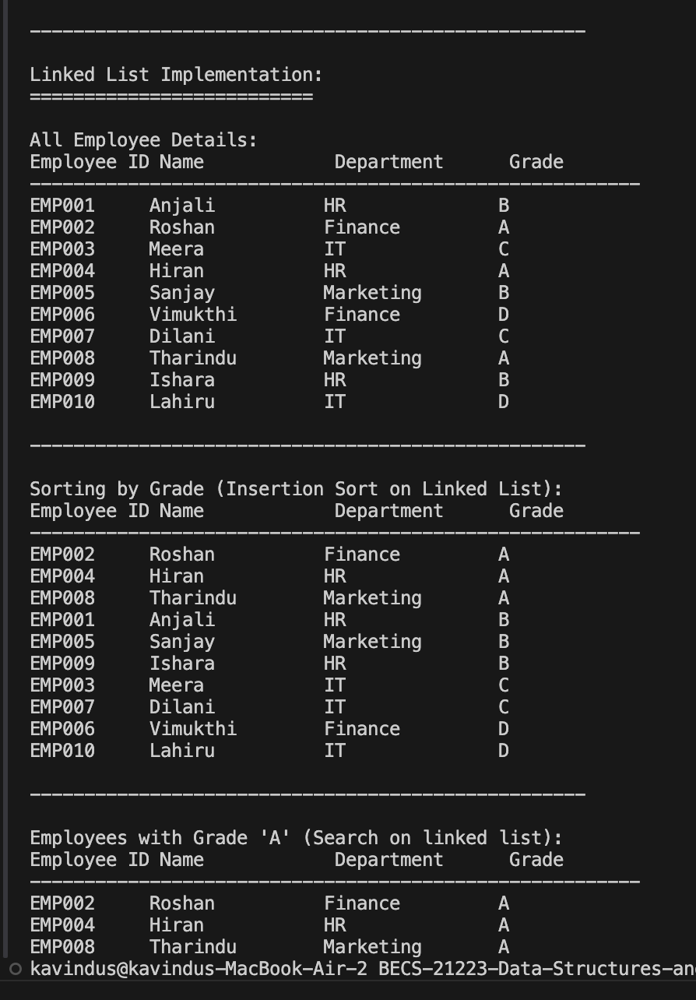 ---------------------------------------------------
Linked List Implementation:
==========================
All Employee Details:
Employee ID Name            Department      Grade
--------------------------------------------------------
EMP001     Anjali          HR              B
EMP002     Roshan          Finance         A
EMP003     Meera           IT              C
EMP004     Hiran           HR              A
EMP005     Sanjay          Marketing       B
EMP006     Vimukthi        Finance         D
EMP007     Dilani          IT              C
EMP008     Tharindu        Marketing       A
EMP009     Ishara          HR              B
EMP010     Lahiru          IT              D
---------------------------------------------------
Sorting by Grade (Insertion Sort on Linked List):
Employee ID Name            Department      Grade
--------------------------------------------------------
EMP002     Roshan          Finance         A
EMP004     Hiran           HR              A
EMP008     Tharindu        Marketing       A
EMP001     Anjali          HR              B
EMP005     Sanjay          Marketing       B
EMP009     Ishara          HR              B
EMP003     Meera           IT              C
EMP007     Dilani          IT              C
EMP006     Vimukthi        Finance         D
EMP010     Lahiru          IT              D
---------------------------------------------------
Employees with Grade 'A' (Search on linked list):
Employee ID Name            Department      Grade
--------------------------------------------------------
EMP002     Roshan          Finance         A
EMP004     Hiran           HR              A
EMP008     Tharindu        Marketing       A
kavindus@kavindus-MacBook-Air-2 BECS-21223-Data-Structures-an